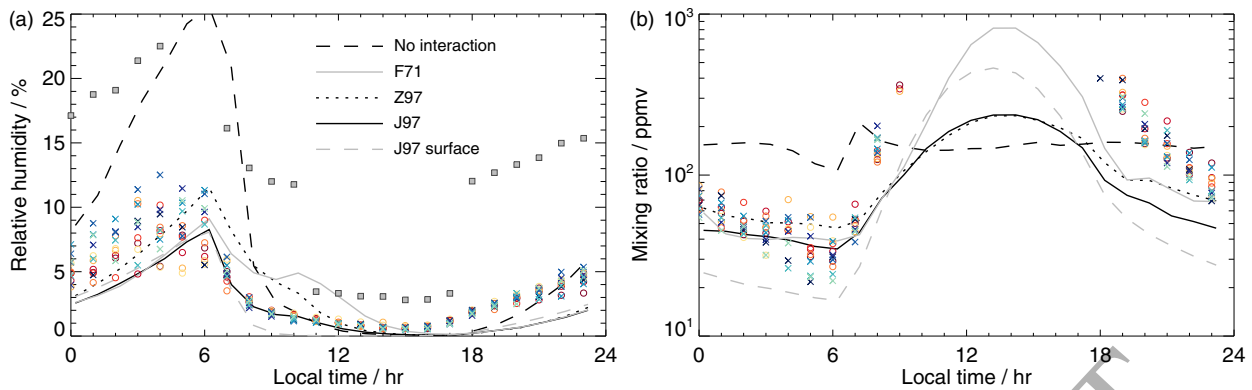 (a)
Relative humidity / %
25
20
15
10
5
0
0 6 12 18 24
Local time / hr
No interaction
F71
Z97
J97
J97 surface
(b)
Mixing ratio / ppmv
10³
10²
10¹
0 6 12 18 24
Local time / hr
T